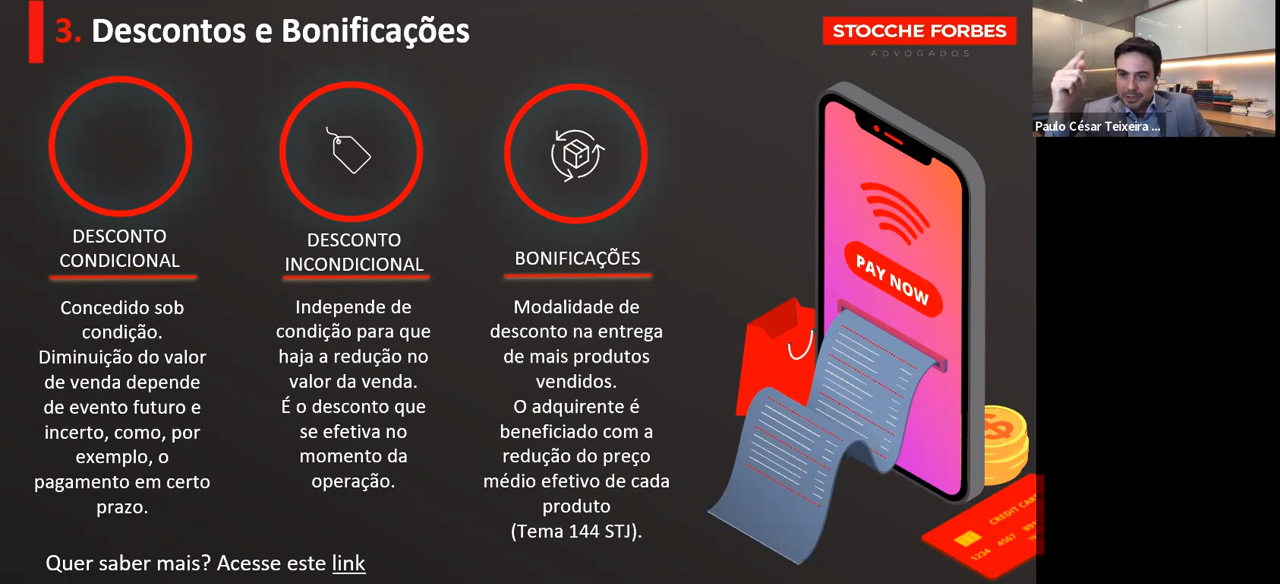 3. Descontos e Bonificações
STOCCHE FORBES
ADVOGADOS
Paulo César Teixeira ...
DESCONTO
CONDICIONAL
Concedido sob
condição.
Diminuição do valor
de venda depende
de evento futuro e
incerto, como, por
exemplo, o
pagamento em certo
prazo.
DESCONTO
INCONDICIONAL
Independe de
condição para que
haja a redução no
valor da venda.
É o desconto que
se efetiva no
momento da
operação.
BONIFICAÇÕES
Modalidade de
desconto na entrega
de mais produtos
vendidos.
O adquirente é
beneficiado com a
redução do preço
médio efetivo de cada
produto
(Tema 144 STJ).
PAY NOW
CREDIT CAR
1234 4567
Quer saber mais? Acesse este link